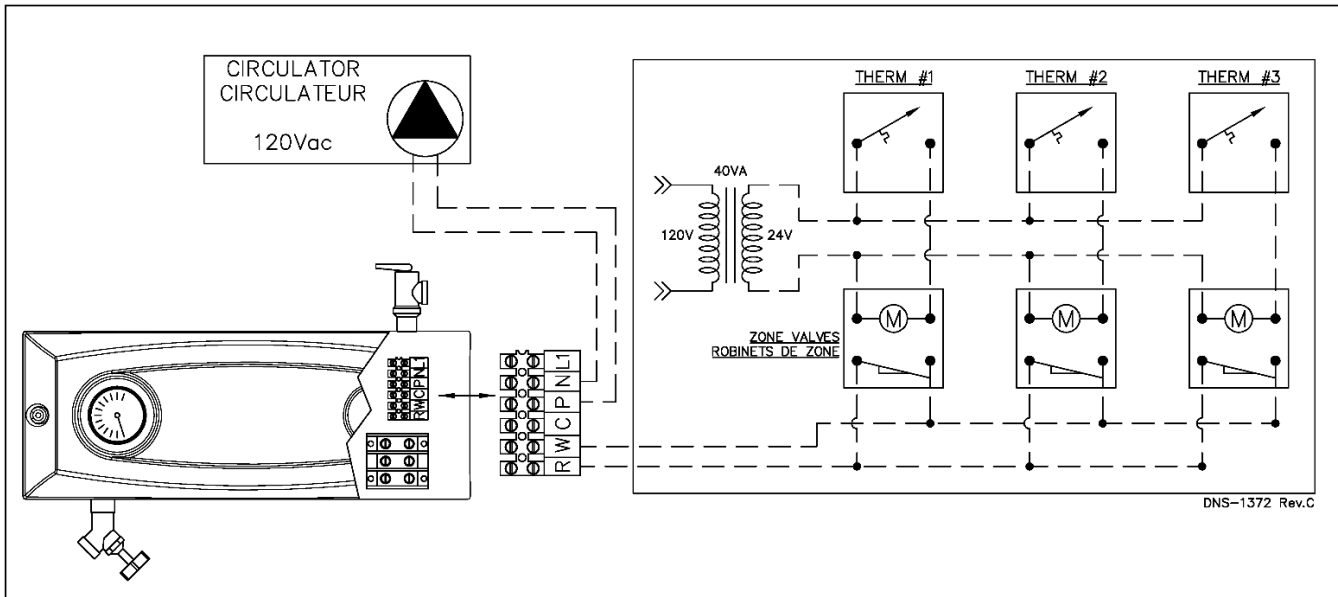 CIRCULATOR
CIRCULATEUR
120Vac
THERM #1
THERM #2
THERM #3
40VA
120V
24V
ZONE VALVES
ROBINETS DE ZONE
M
M
M
RWCPNL1
L1
N
P
C
W
R
DNS-1372 Rev.C